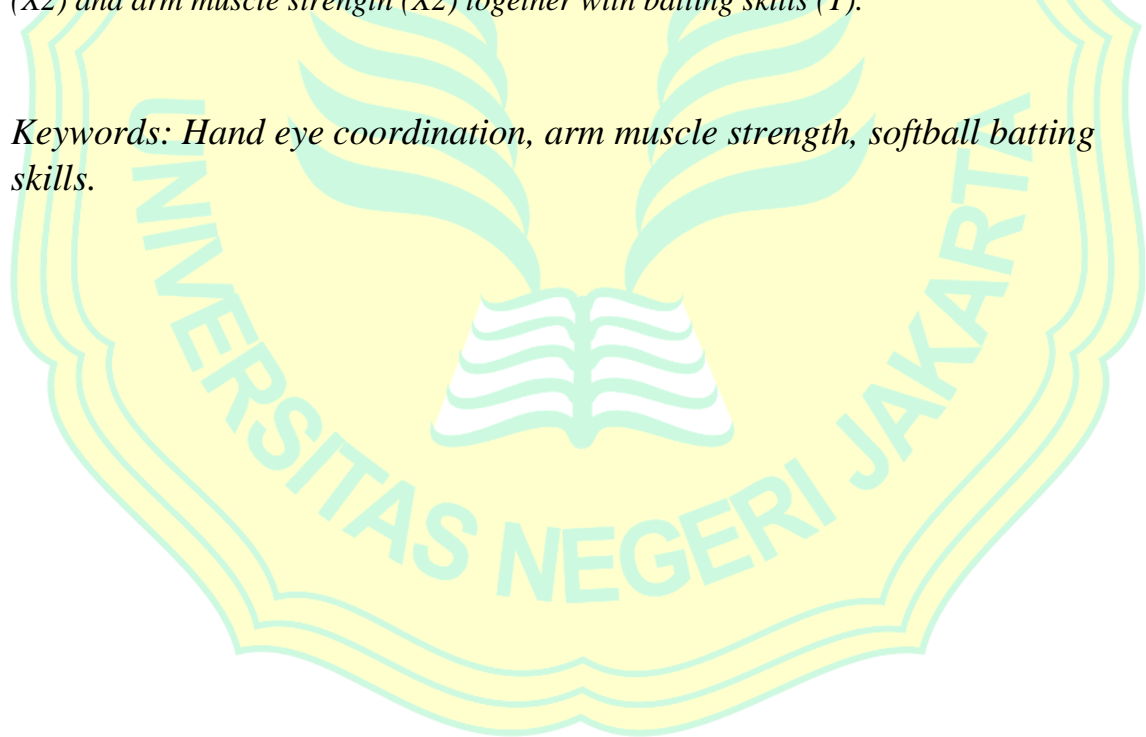 (X2) and arm muscle strength (X2) together with batting skills (Y).
Keywords: Hand eye coordination, arm muscle strength, softball batting
skills.
UNIVERSITAS NEGERI JAKARTA